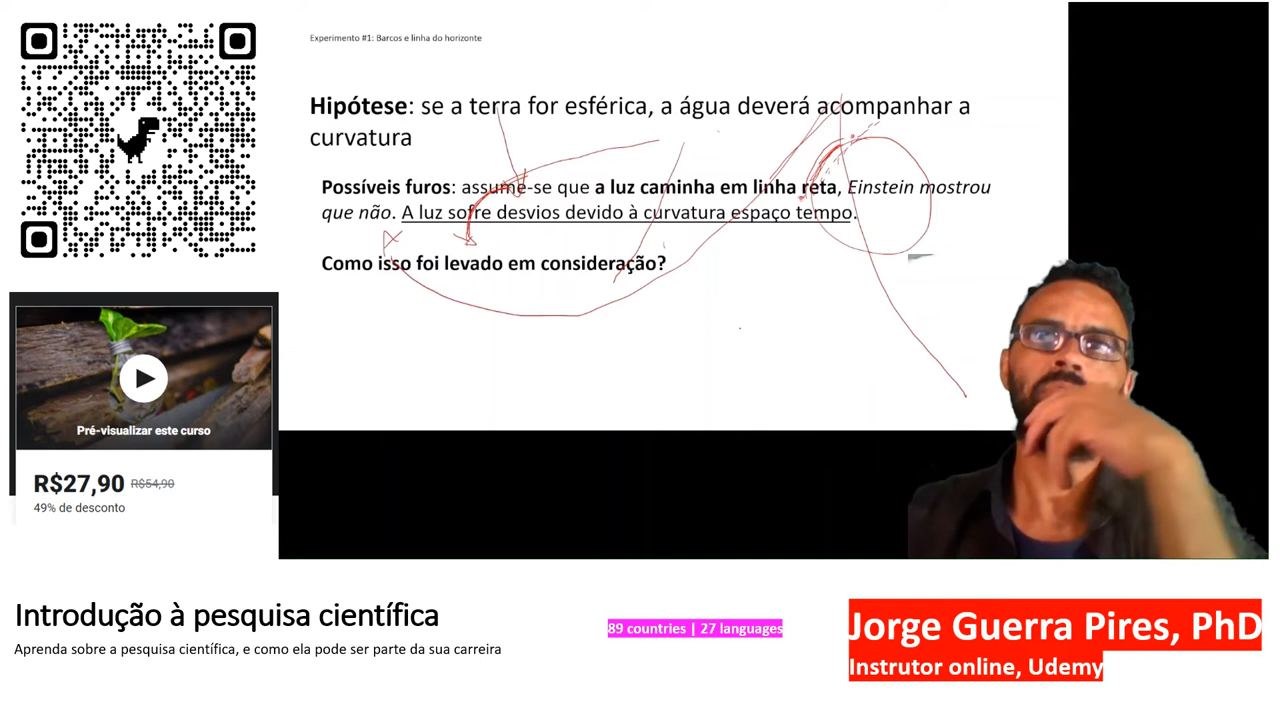 Experimento #1: Barcos e linha do horizonte
Hipótese: se a terra for esférica, a água deverá acompanhar a
curvatura
Possíveis furos: assume-se que a luz caminha em linha reta, Einstein mostrou
que não. A luz sofre desvios devido à curvatura espaço tempo.
Como isso foi levado em consideração?
Pré-visualizar este curso
R$27,90 R$54,90
49% de desconto
Introdução à pesquisa científica
Aprenda sobre a pesquisa científica, e como ela pode ser parte da sua carreira
89 countries | 27 languages
Jorge Guerra Pires, PhD
Instrutor online, Udemy